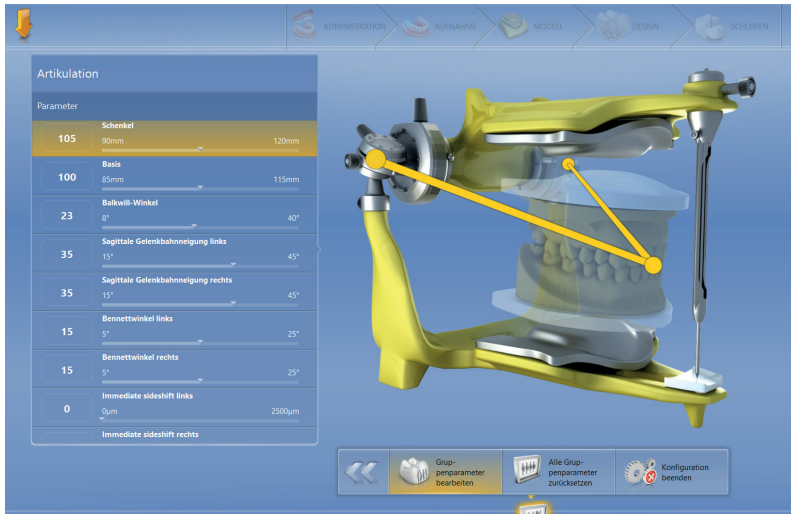 ADMINISTRATION
AUFNAHME
MODELL
DESIGN
SCHLEIFEN
Artikulation
Parameter
Schenkel
105
90mm 120mm
Basis
100
85mm 115mm
Balkwill-Winkel
23
8° 40°
Sagittale Gelenkbahnneigung links
35
15° 45°
Sagittale Gelenkbahnneigung rechts
35
15° 45°
Bennettwinkel links
15
5° 25°
Bennettwinkel rechts
15
5° 25°
Immediate sideshift links
0
0µm 2500µm
Immediate sideshift rechts
Grup-
penparameter
bearbeiten
Alle Grup-
penparameter
zurücksetzen
Konfiguration
beenden